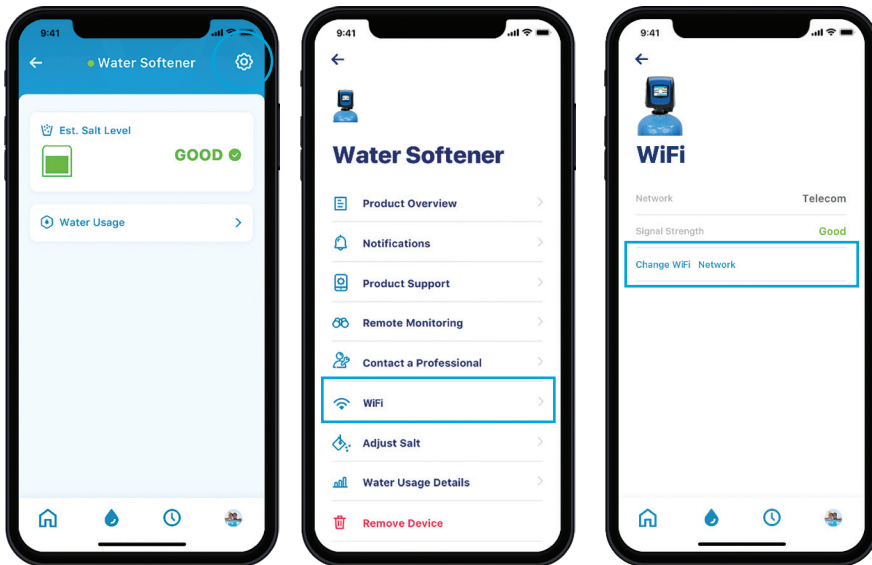 9:41
Water Softener
Est. Salt Level
GOOD
Water Usage
9:41
Water Softener
Product Overview
Notifications
Product Support
Remote Monitoring
Contact a Professional
WiFi
Adjust Salt
Water Usage Details
Remove Device
9:41
WiFi
Network Telecom
Signal Strength Good
Change WiFi Network